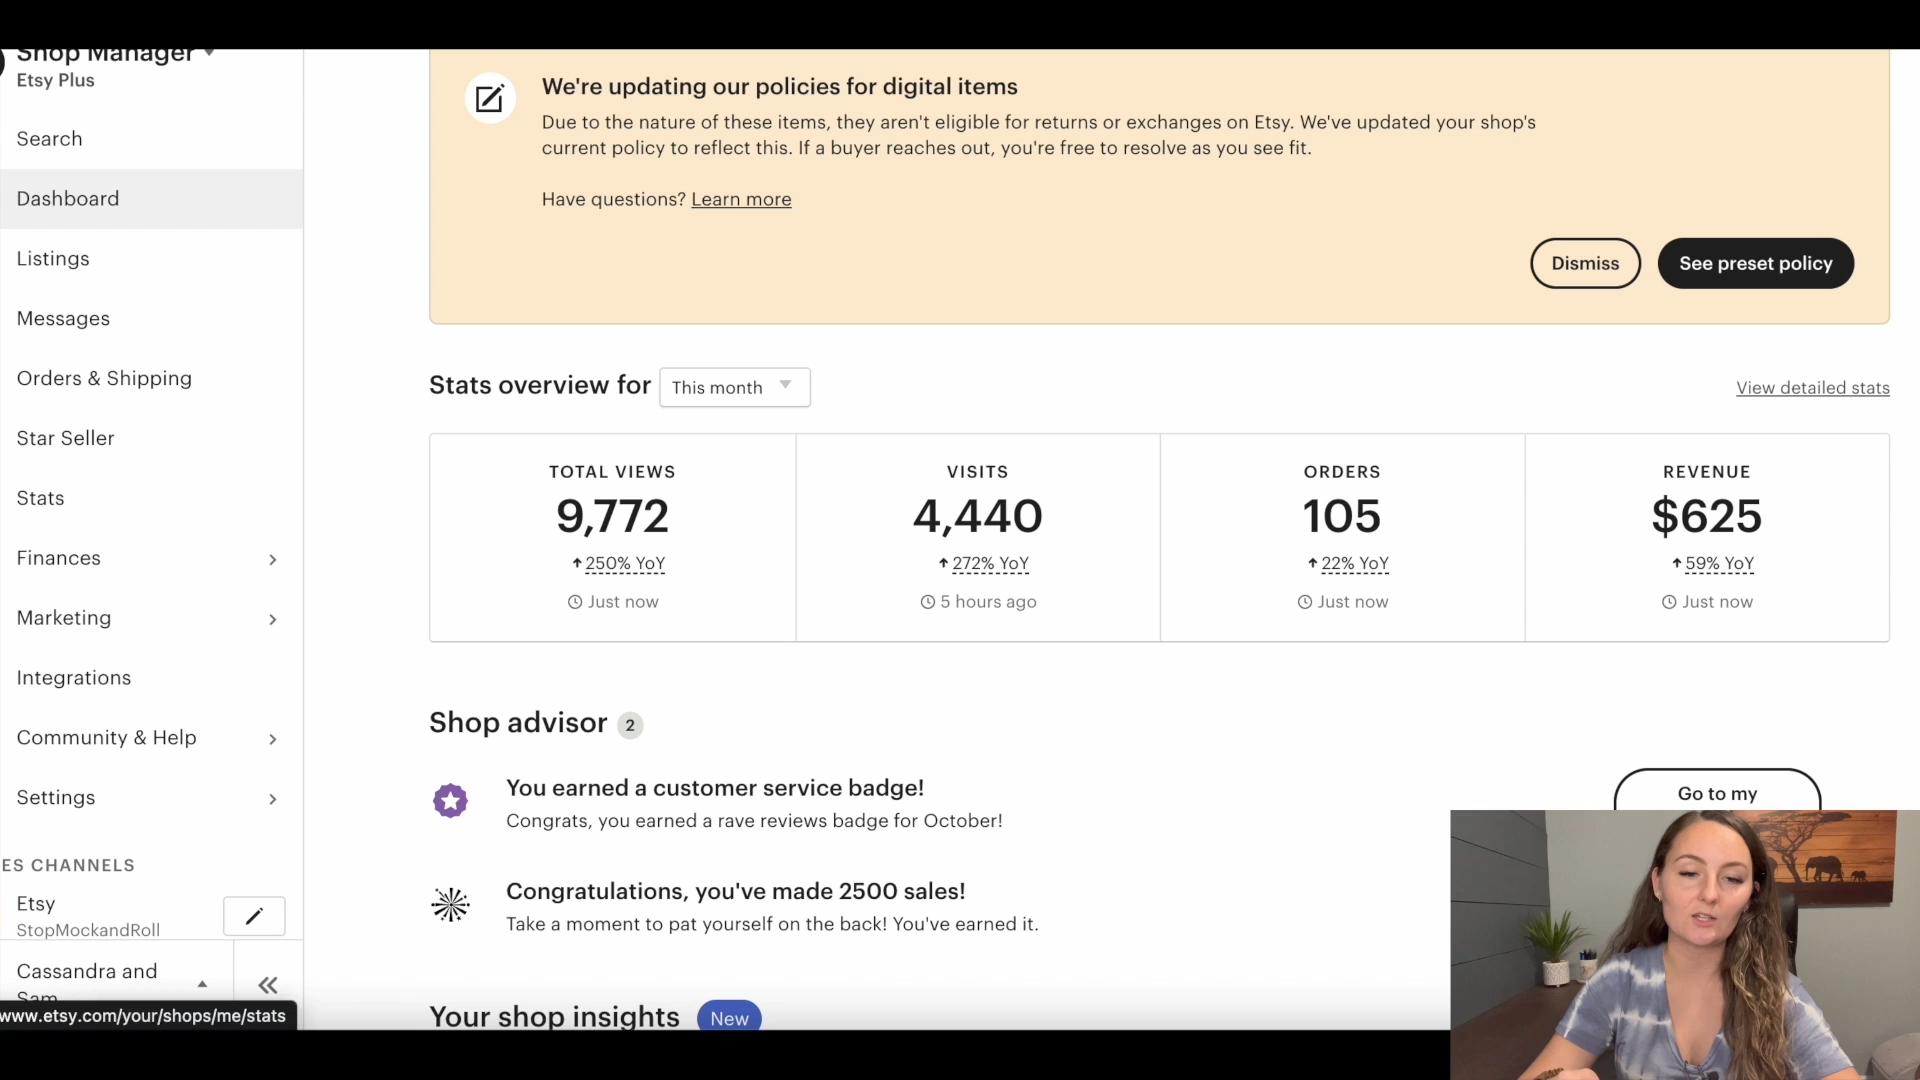 Shop Manager
Etsy Plus
Search
Dashboard
Listings
Messages
Orders & Shipping
Star Seller
Stats
Finances
Marketing
Integrations
Community & Help
Settings
ES CHANNELS
Etsy
StopMockandRoll
Cassandra and
Sam
www.etsy.com/your/shops/me/stats
We're updating our policies for digital items
Due to the nature of these items, they aren't eligible for returns or exchanges on Etsy. We've updated your shop's
current policy to reflect this. If a buyer reaches out, you're free to resolve as you see fit.
Have questions? Learn more
Dismiss
See preset policy
Stats overview for This month
View detailed stats
TOTAL VIEWS
9,772
250% YoY
Just now
VISITS
4,440
272% YoY
5 hours ago
ORDERS
105
22% YoY
Just now
REVENUE
$625
59% YoY
Just now
Shop advisor 2
You earned a customer service badge!
Congrats, you earned a rave reviews badge for October!
Go to my
Congratulations, you've made 2500 sales!
Take a moment to pat yourself on the back! You've earned it.
Your shop insights New